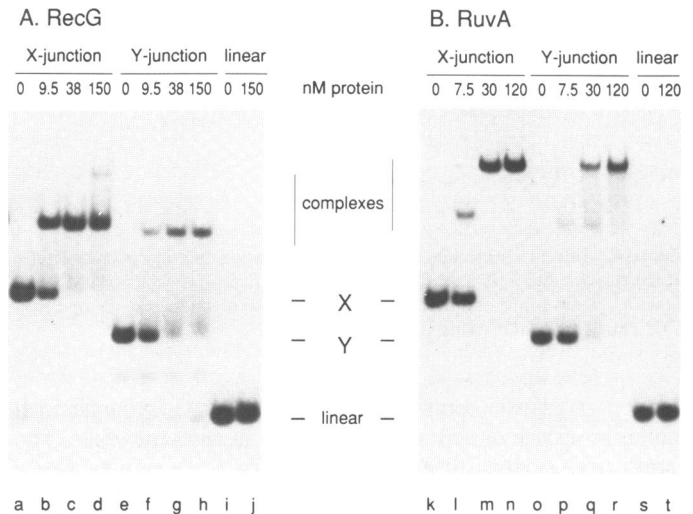 A. RecG
B. RuvA
X-junction Y-junction linear
X-junction Y-junction linear
0 9.5 38 150 0 9.5 38 150 0 150
nM protein
0 7.5 30 120 0 7.5 30 120 0 120
complexes
— X —
— Y —
— linear —
a b c d e f g h i j
k l m n o p q r s t